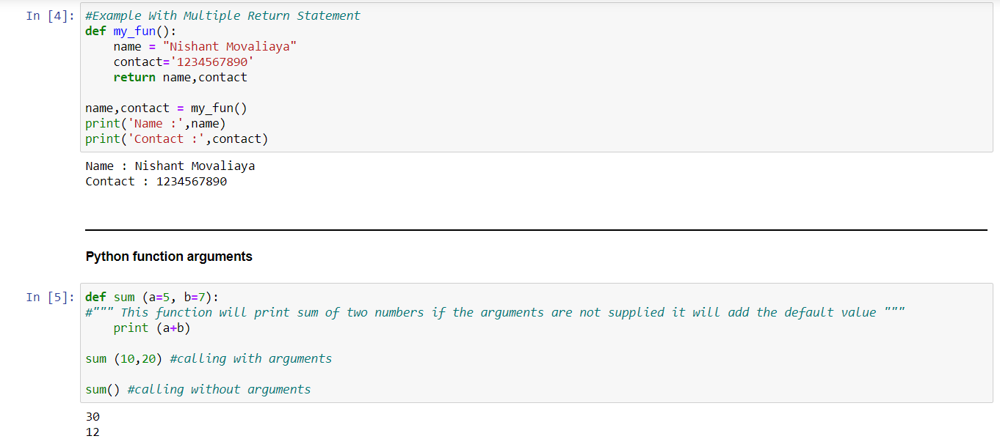 In [4]: #Example With Multiple Return Statement
def my_fun():
    name = "Nishant Movaliaya"
    contact='1234567890'
    return name,contact
name,contact = my_fun()
print('Name :',name)
print('Contact :',contact)
Name : Nishant Movaliaya
Contact : 1234567890
Python function arguments
In [5]: def sum (a=5, b=7):
#""" This function will print sum of two numbers if the arguments are not supplied it will add the default value """
    print (a+b)
sum (10,20) #calling with arguments
sum() #calling without arguments
30
12